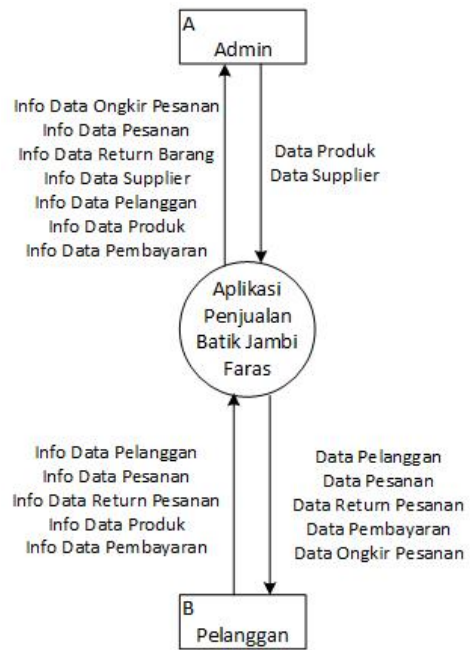 A
Admin
Info Data Ongkir Pesanan
Info Data Pesanan
Info Data Return Barang
Info Data Supplier
Info Data Pelanggan
Info Data Produk
Info Data Pembayaran
Data Produk
Data Supplier
Aplikasi
Penjualan
Batik Jambi
Faras
Info Data Pelanggan
Info Data Pesanan
Info Data Return Pesanan
Info Data Produk
Info Data Pembayaran
Data Pelanggan
Data Pesanan
Data Return Pesanan
Data Pembayaran
Data Ongkir Pesanan
B
Pelanggan